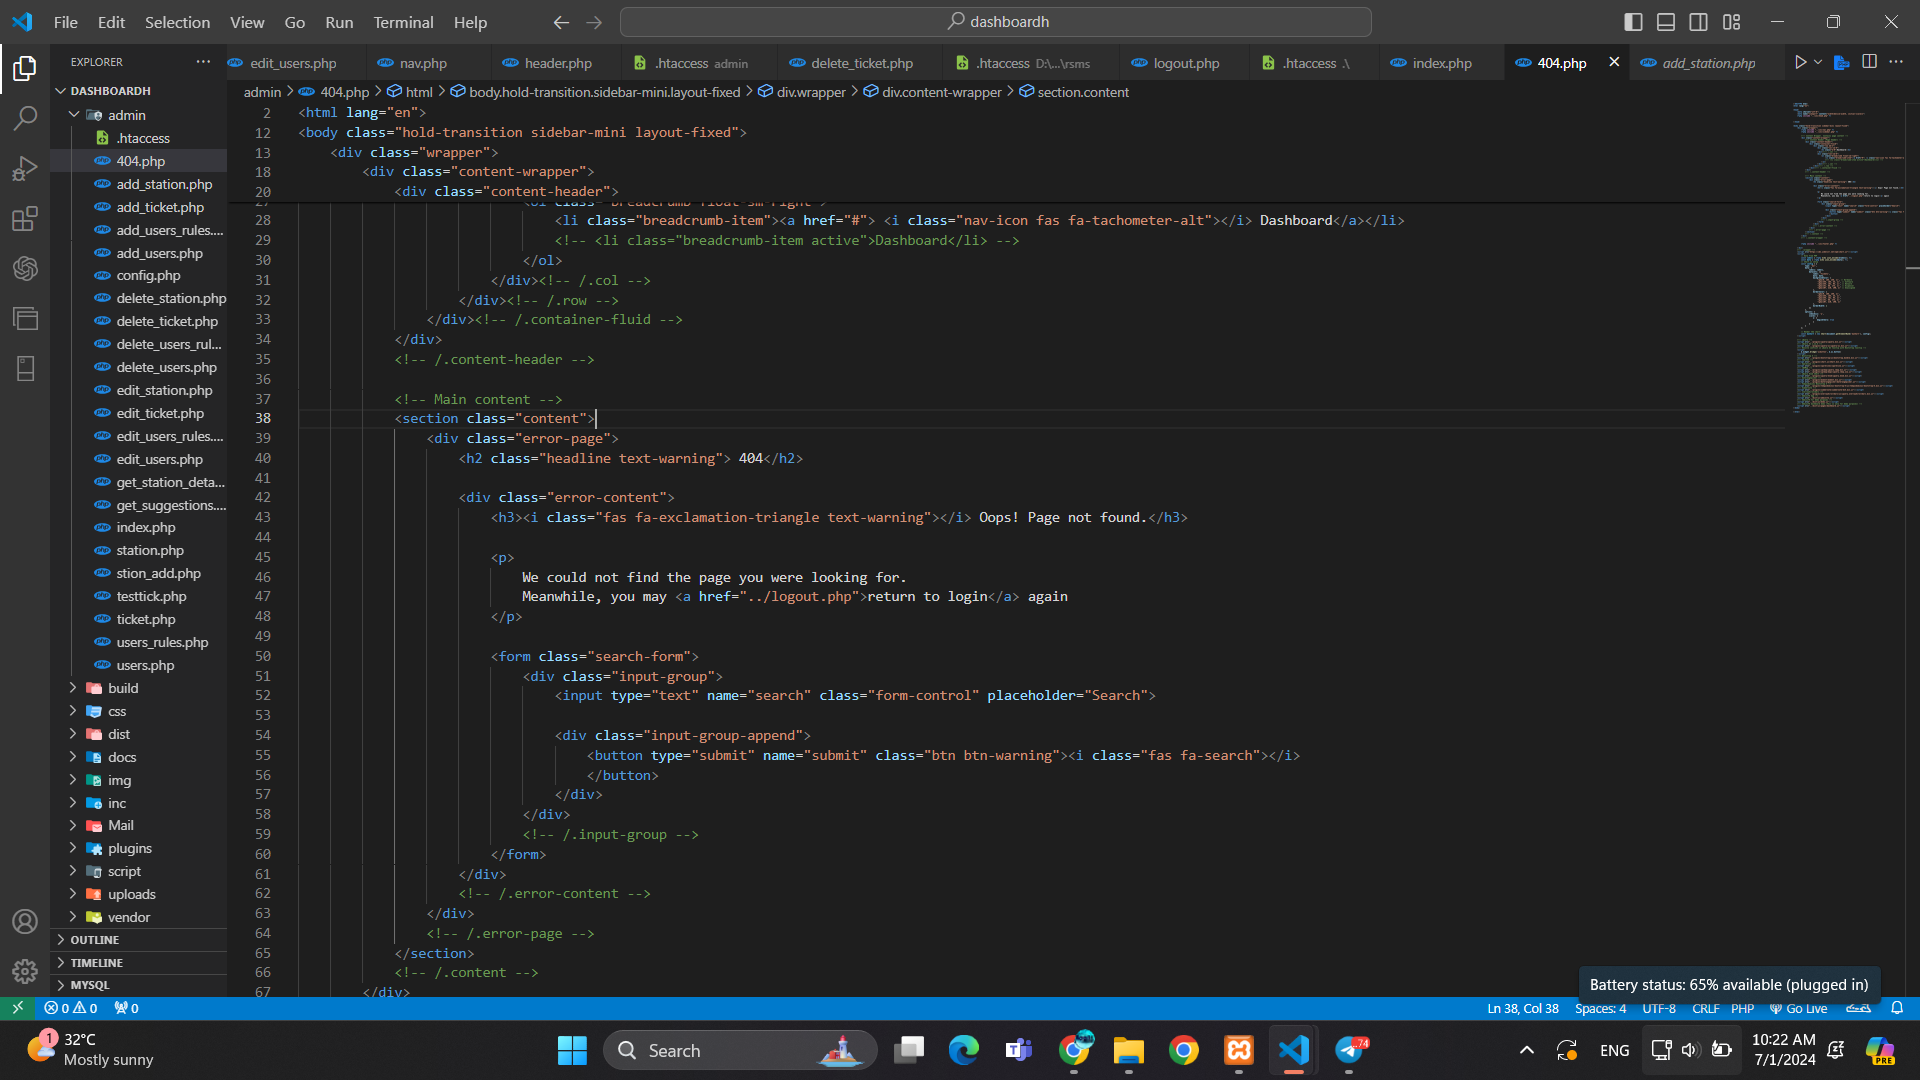 File Edit Selection View Go Run Terminal Help
dashboardh
EXPLORER
edit_users.php
nav.php
header.php
.htaccess admin
delete_ticket.php
.htaccess D:\...\rsms
logout.php
.htaccess .\
index.php
404.php
add_station.php
admin > 404.php > html > body.hold-transition.sidebar-mini.layout-fixed > div.wrapper > div.content-wrapper > section.content
DASHBOARDH
admin
.htaccess
404.php
add_station.php
add_ticket.php
add_users_rules....
add_users.php
config.php
delete_station.php
delete_ticket.php
delete_users_rul...
delete_users.php
edit_station.php
edit_ticket.php
edit_users_rules....
edit_users.php
get_station_deta...
get_suggestions....
index.php
station.php
stion_add.php
testtick.php
ticket.php
users_rules.php
users.php
build
css
dist
docs
img
inc
Mail
plugins
script
uploads
vendor
OUTLINE
TIMELINE
MYSQL
2 <html lang="en">
12 <body class="hold-transition sidebar-mini layout-fixed">
13 <div class="wrapper">
18 <div class="content-wrapper">
20 <div class="content-header">
28 <li class="breadcrumb-item"><a href="#"> <i class="nav-icon fas fa-tachometer-alt"></i> Dashboard</a></li>
29 <!-- <li class="breadcrumb-item active">Dashboard</li> -->
30 </ol>
31 </div><!-- /.col -->
32 </div><!-- /.row -->
33 </div><!-- /.container-fluid -->
34 </div>
35 <!-- /.content-header -->
36
37 <!-- Main content -->
38 <section class="content">
39 <div class="error-page">
40 <h2 class="headline text-warning"> 404</h2>
41
42 <div class="error-content">
43 <h3><i class="fas fa-exclamation-triangle text-warning"></i> Oops! Page not found.</h3>
44
45 <p>
46 We could not find the page you were looking for.
47 Meanwhile, you may <a href="../logout.php">return to login</a> again
48 </p>
49
50 <form class="search-form">
51 <div class="input-group">
52 <input type="text" name="search" class="form-control" placeholder="Search">
53
54 <div class="input-group-append">
55 <button type="submit" name="submit" class="btn btn-warning"><i class="fas fa-search"></i>
56 </button>
57 </div>
58 </div>
59 <!-- /.input-group -->
60 </form>
61 </div>
62 <!-- /.error-content -->
63 </div>
64 <!-- /.error-page -->
65 </section>
66 <!-- /.content -->
67 </div>
Battery status: 65% available (plugged in)
0 0 0
Ln 38, Col 38 Spaces: 4 UTF-8 CRLF PHP Go Live
1
32°C
Mostly sunny
Search
74
ENG
10:22 AM
7/1/2024
PRE